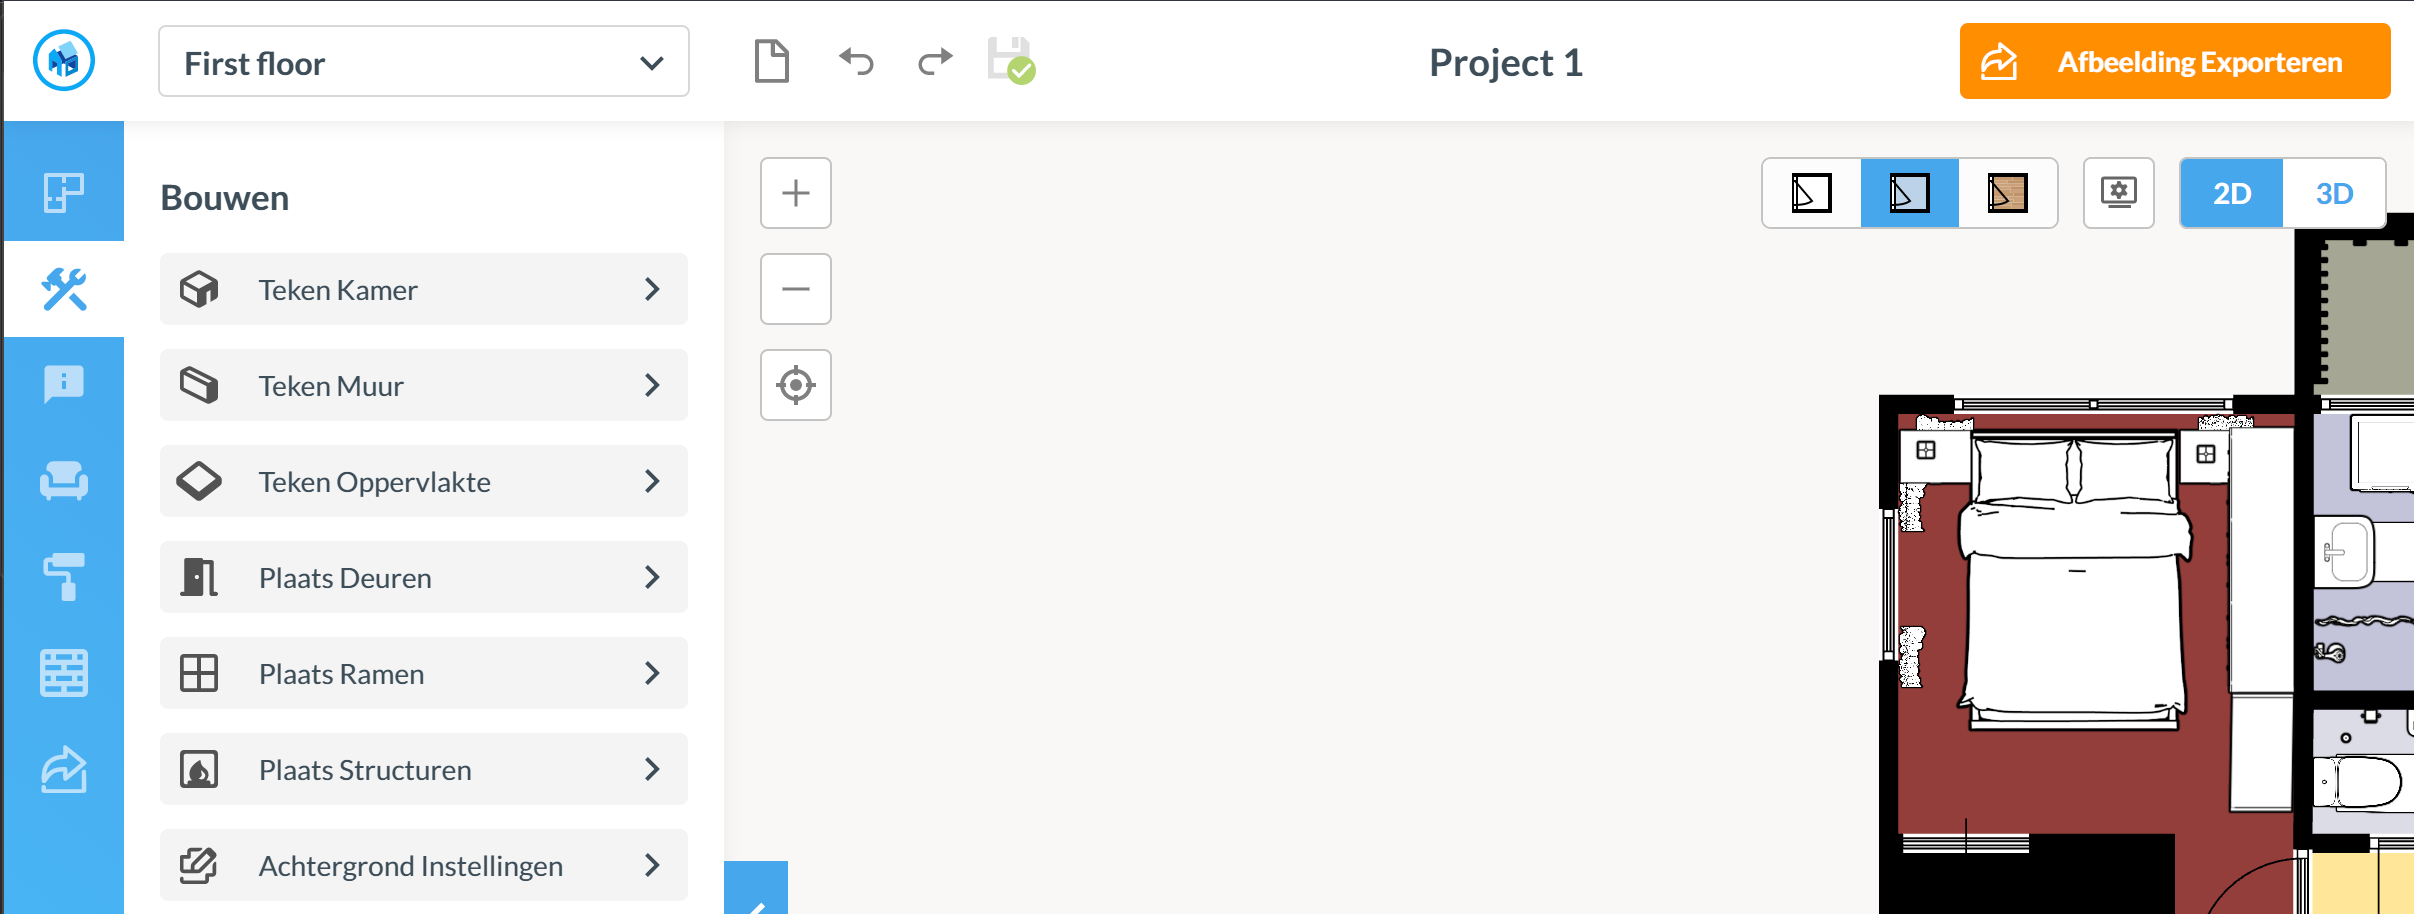 First floor
Project 1
Afbeelding Exporteren
Bouwen
2D
3D
Teken Kamer
Teken Muur
Teken Oppervlakte
Plaats Deuren
Plaats Ramen
Plaats Structuren
Achtergrond Instellingen